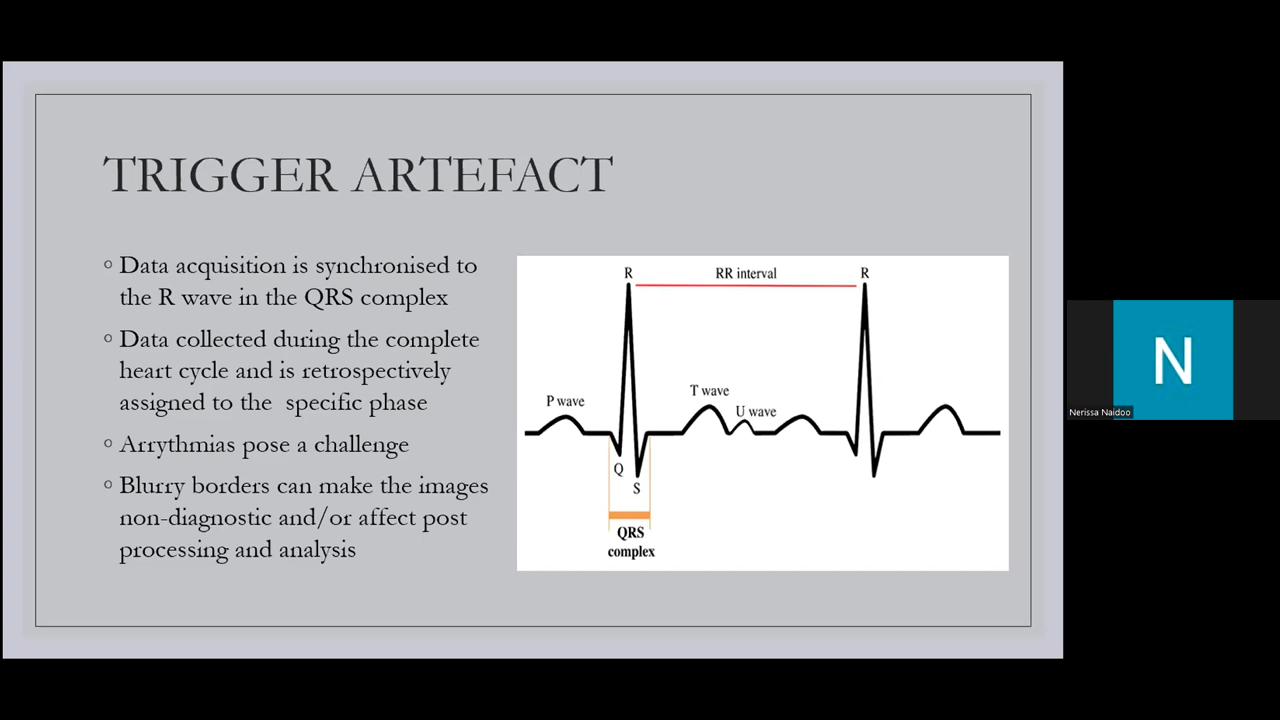 TRIGGER ARTEFACT
◦ Data acquisition is synchronised to
the R wave in the QRS complex
◦ Data collected during the complete
heart cycle and is retrospectively
assigned to the specific phase
◦ Arrythmias pose a challenge
◦ Blurry borders can make the images
non-diagnostic and/or affect post
processing and analysis
R
RR interval
R
P wave
T wave
U wave
Q
S
QRS
complex
N
Nerissa Naidoo